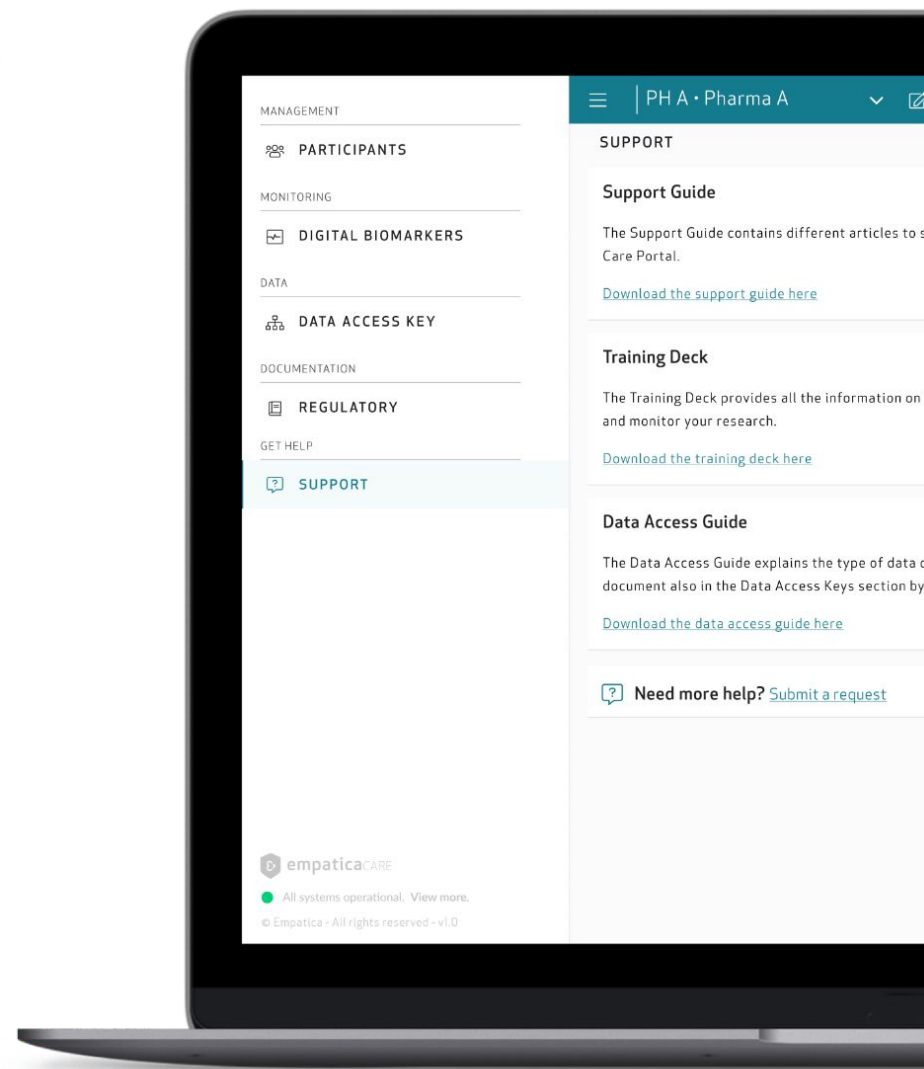 MANAGEMENT
PARTICIPANTS
MONITORING
DIGITAL BIOMARKERS
DATA
DATA ACCESS KEY
DOCUMENTATION
REGULATORY
GET HELP
SUPPORT
empaticaCARE
All systems operational. View more.
© Empatica - All rights reserved - v1.0
PH A • Pharma A
SUPPORT
Support Guide
The Support Guide contains different articles to
Care Portal.
Download the support guide here
Training Deck
The Training Deck provides all the information on
and monitor your research.
Download the training deck here
Data Access Guide
The Data Access Guide explains the type of data
document also in the Data Access Keys section by
Download the data access guide here
Need more help? Submit a request